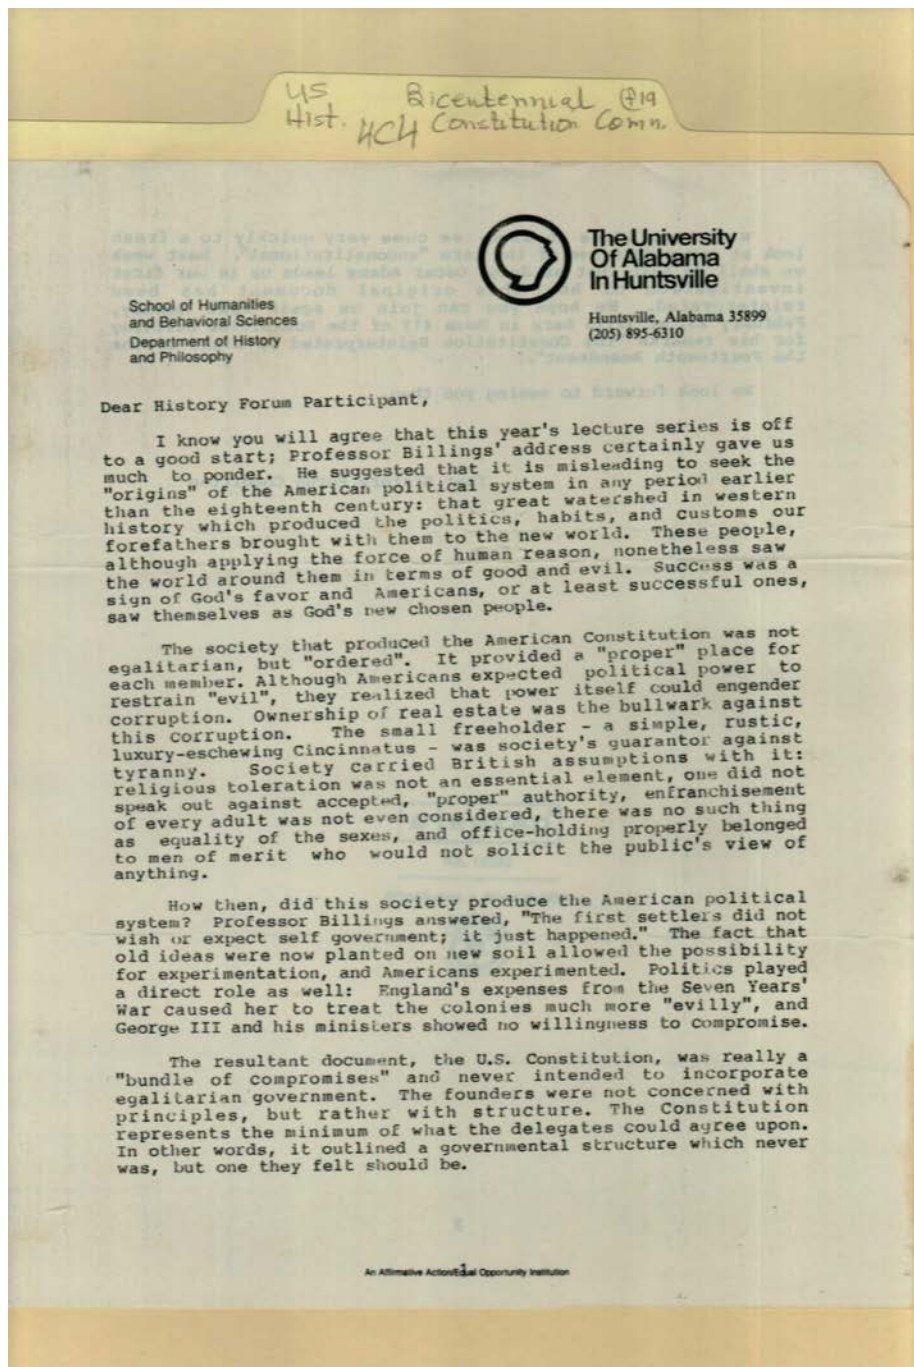 US Bicentennial @19
Hist. 4C4 Constitution Comn.
The University
Of Alabama
In Huntsville
School of Humanities
and Behavioral Sciences
Department of History
and Philosophy
Huntsville, Alabama 35899
(205) 895-6310
Dear History Forum Participant,
I know you will agree that this year's lecture series is off
to a good start; Professor Billings' address certainly gave us
much to ponder. He suggested that it is misleading to seek the
"origins" of the American political system in any period earlier
than the eighteenth century: that great watershed in western
history which produced the politics, habits, and customs our
forefathers brought with them to the new world. These people,
although applying the force of human reason, nonetheless saw
the world around them in terms of good and evil. Success was a
sign of God's favor and Americans, or at least successful ones,
saw themselves as God's new chosen people.
The society that produced the American Constitution was not
egalitarian, but "ordered". It provided a "proper" place for
each member. Although Americans expected political power to
restrain "evil", they realized that power itself could engender
corruption. Ownership of real estate was the bullwark against
this corruption. The small freeholder - a simple, rustic,
luxury-eschewing Cincinnatus - was society's guarantor against
tyranny. Society carried British assumptions with it:
religious toleration was not an essential element, one did not
speak out against accepted, "proper" authority, enfranchisement
of every adult was not even considered, there was no such thing
as equality of the sexes, and office-holding properly belonged
to men of merit who would not solicit the public's view of
anything.
How then, did this society produce the American political
system? Professor Billings answered, "The first settlers did not
wish or expect self government; it just happened." The fact that
old ideas were now planted on new soil allowed the possibility
for experimentation, and Americans experimented. Politics played
a direct role as well: England's expenses from the Seven Years'
War caused her to treat the colonies much more "evilly", and
George III and his ministers showed no willingness to compromise.
The resultant document, the U.S. Constitution, was really a
"bundle of compromises" and never intended to incorporate
egalitarian government. The founders were not concerned with
principles, but rather with structure. The Constitution
represents the minimum of what the delegates could agree upon.
In other words, it outlined a governmental structure which never
was, but one they felt should be.
1
An Affirmative Action/Equal Opportunity Institution